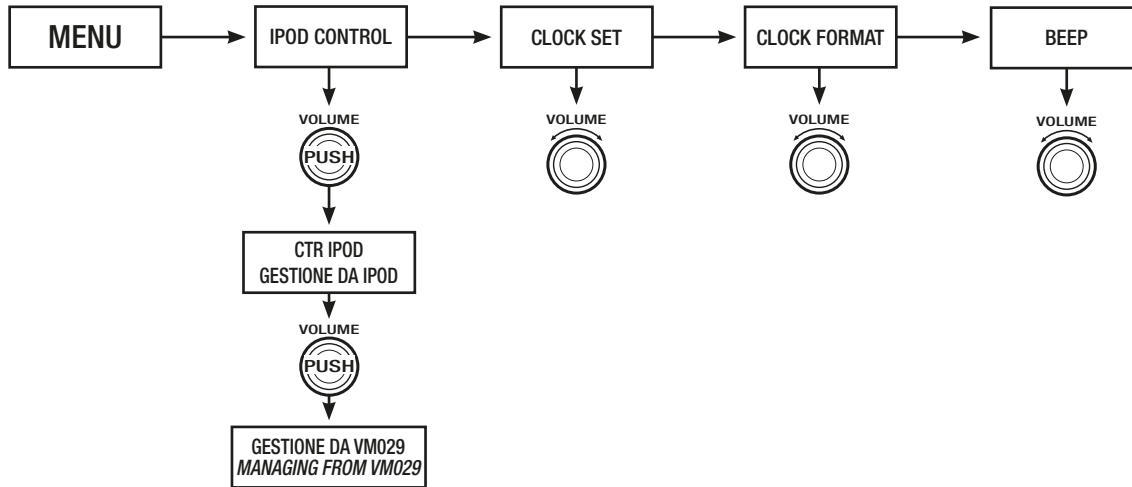 MENU
IPOD CONTROL
CLOCK SET
CLOCK FORMAT
BEEP
VOLUME
VOLUME
VOLUME
VOLUME
PUSH
CTR IPOD
GESTIONE DA IPOD
VOLUME
PUSH
GESTIONE DA VM029
MANAGING FROM VM029